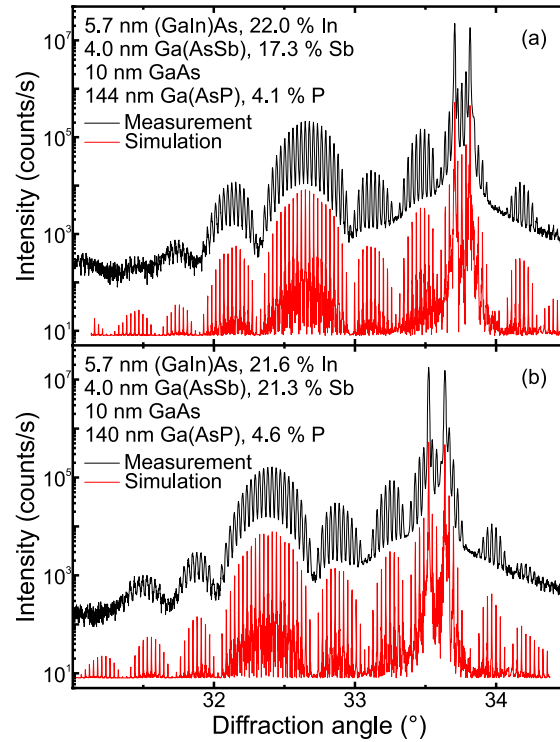 5.7 nm (GaIn)As, 22.0 % In
(a)
4.0 nm Ga(AsSb), 17.3 % Sb
10 nm GaAs
144 nm Ga(AsP), 4.1 % P
Measurement
Simulation
Intensity (counts/s)
10⁷
10⁵
10³
10¹
5.7 nm (GaIn)As, 21.6 % In
(b)
4.0 nm Ga(AsSb), 21.3 % Sb
10 nm GaAs
140 nm Ga(AsP), 4.6 % P
Measurement
Simulation
Intensity (counts/s)
10⁷
10⁵
10³
10¹
32 33 34
Diffraction angle (°)